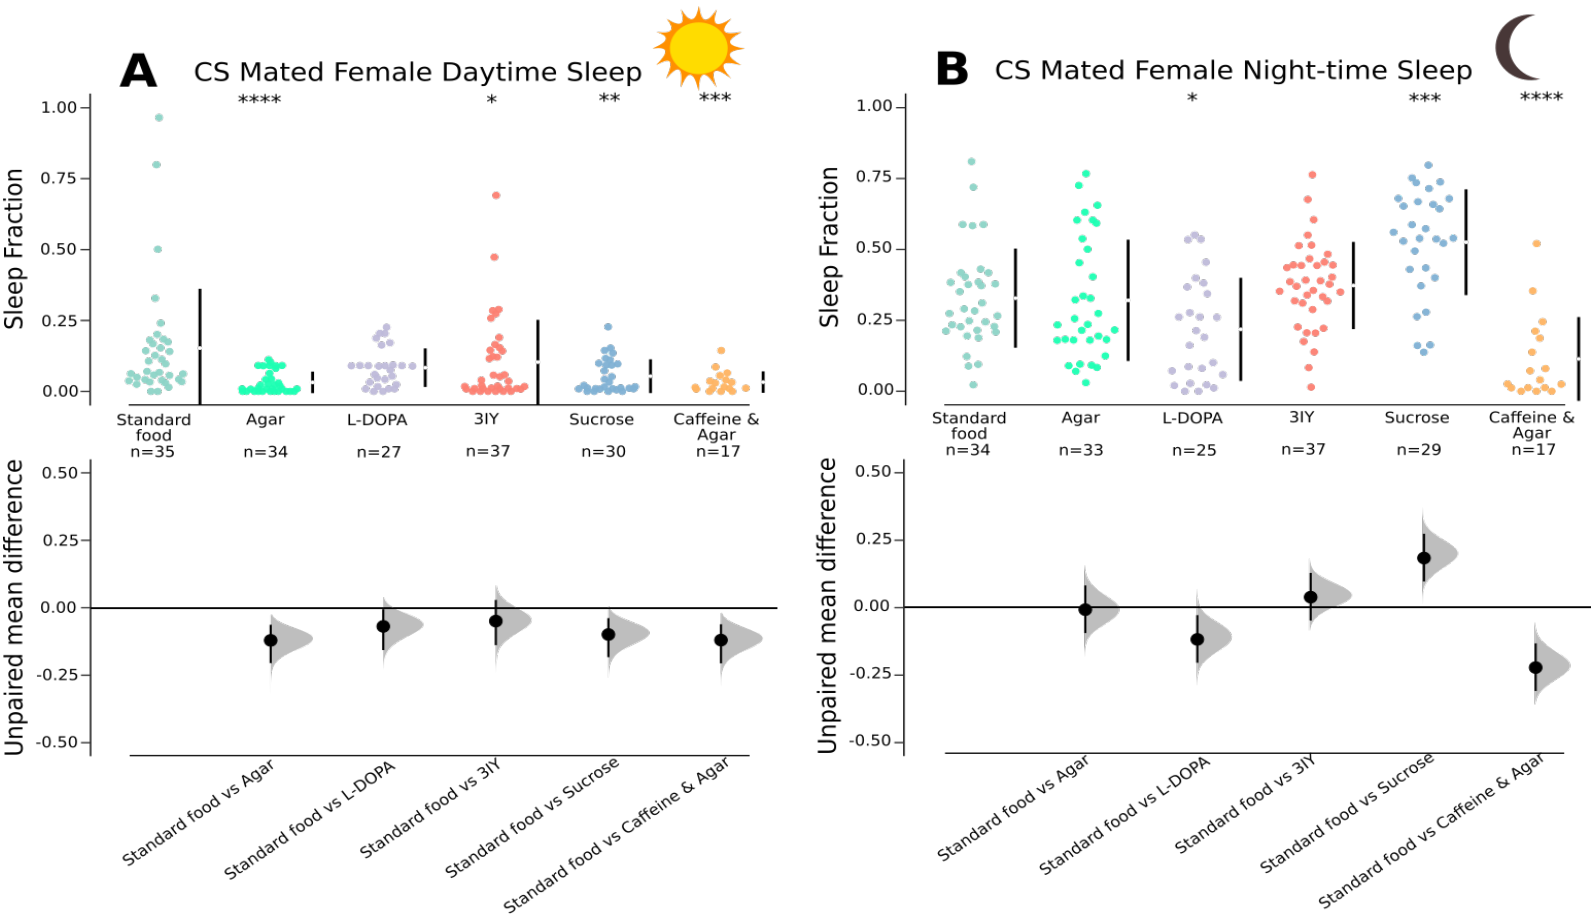 A CS Mated Female Daytime Sleep
**** * ** ***
Sleep Fraction
1.00
0.75
0.50
0.25
0.00
Standard food Agar L-DOPA 3IY Sucrose Caffeine & Agar
n=35 n=34 n=27 n=37 n=30 n=17
Unpaired mean difference
0.50
0.25
0.00
-0.25
-0.50
Standard food vs Agar
Standard food vs L-DOPA
Standard food vs 3IY
Standard food vs Sucrose
Standard food vs Caffeine & Agar
B CS Mated Female Night-time Sleep
* *** ****
Sleep Fraction
1.00
0.75
0.50
0.25
0.00
Standard food Agar L-DOPA 3IY Sucrose Caffeine & Agar
n=34 n=33 n=25 n=37 n=29 n=17
Unpaired mean difference
0.50
0.25
0.00
-0.25
-0.50
Standard food vs Agar
Standard food vs L-DOPA
Standard food vs 3IY
Standard food vs Sucrose
Standard food vs Caffeine & Agar